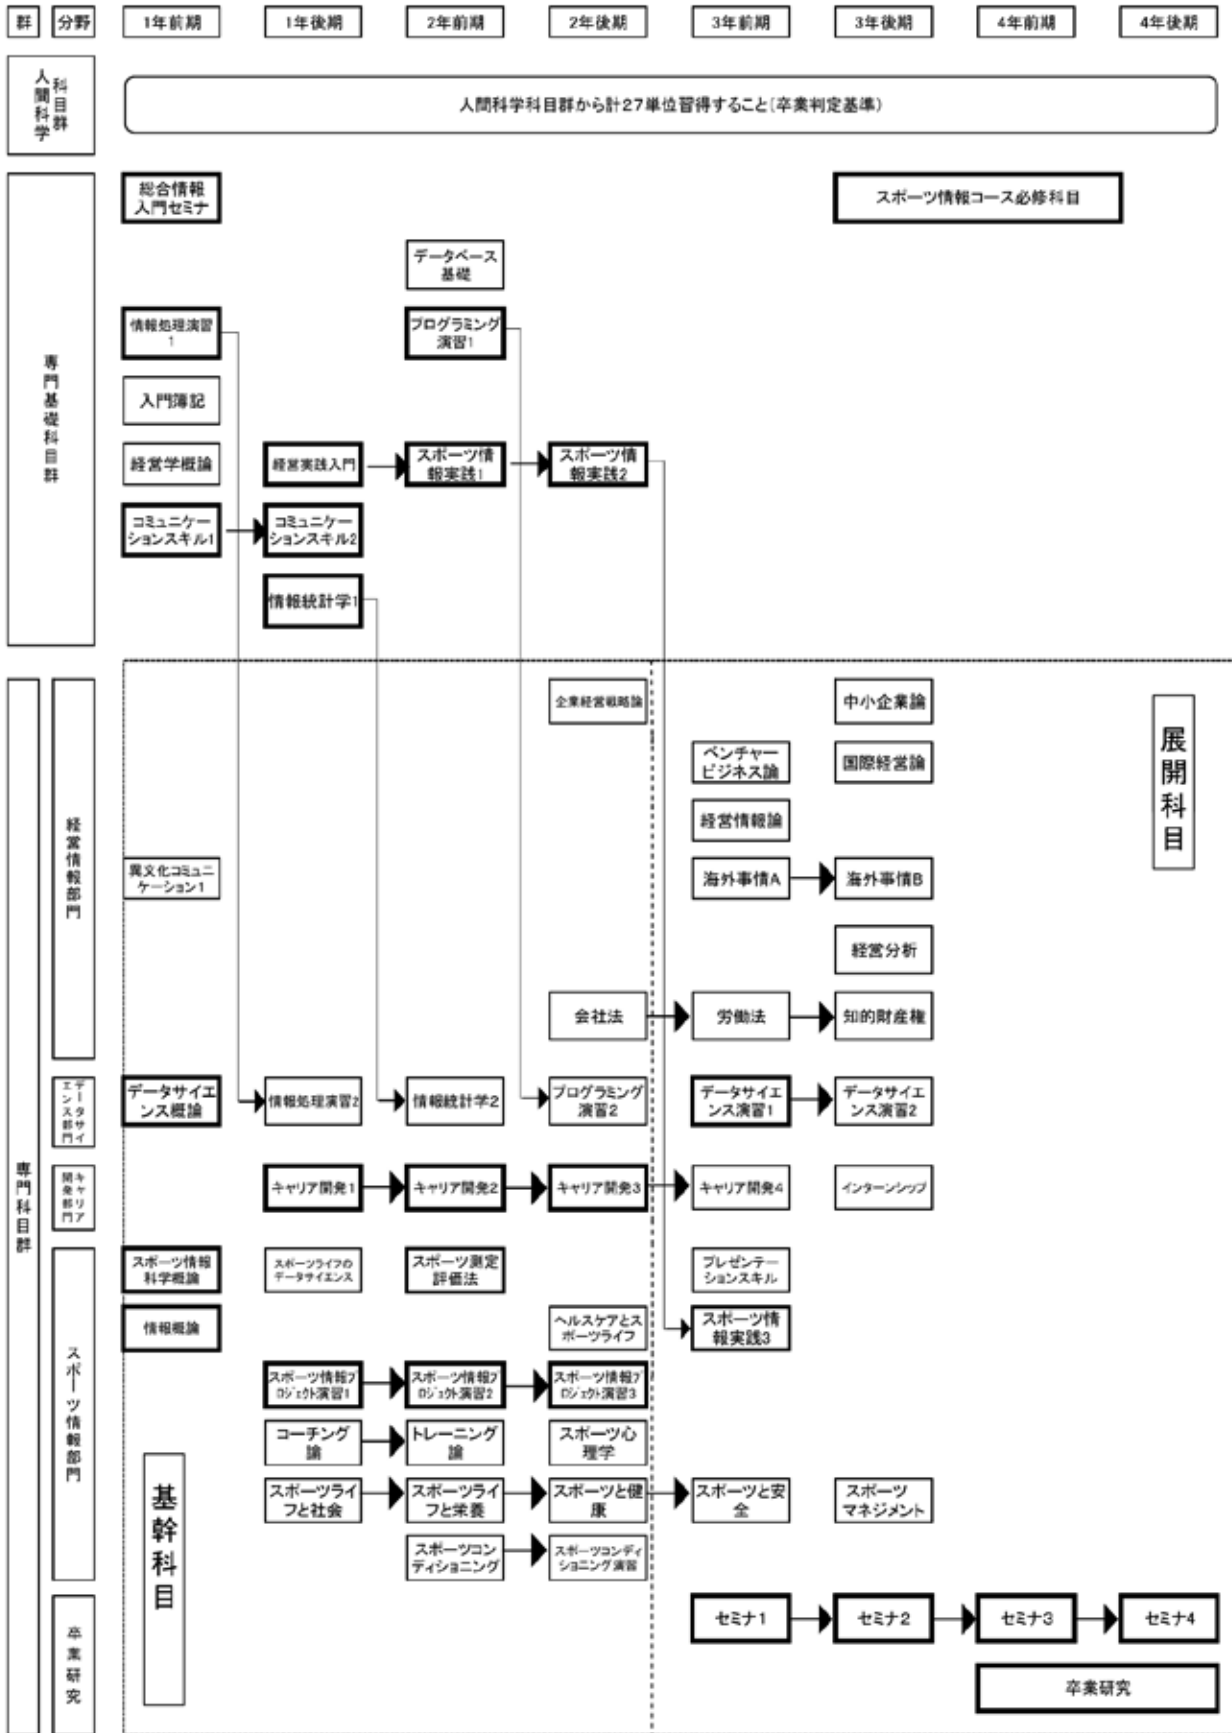 群 分野 1年前期 1年後期 2年前期 2年後期 3年前期 3年後期 4年前期 4年後期
人間科学
科目群
人間科学科目群から計27単位習得すること(卒業判定基準)
専門基礎科目群
総合情報
入門セミナ
スポーツ情報コース必修科目
データベース
基礎
情報処理演習
1
プログラミング
演習1
入門簿記
経営学概論
経営実践入門
スポーツ情
報実践1
スポーツ情
報実践2
コミュニケー
ションスキル1
コミュニケー
ションスキル2
情報統計学1
専門科目群
経営情報部門
企業経営戦略論
中小企業論
展開科目
ベンチャー
ビジネス論
国際経営論
経営情報論
異文化コミュニ
ケーション1
海外事情A
海外事情B
経営分析
会社法
労働法
知的財産権
データサイ
エンス部門
データサイエ
ンス概論
情報処理演習2
情報統計学2
プログラミング
演習2
データサイエ
ンス演習1
データサイエ
ンス演習2
キャリア
開発部門
キャリア開発1
キャリア開発2
キャリア開発3
キャリア開発4
インターンシップ
スポーツ情報部門
スポーツ情報
科学概論
スポーツライフの
データサイエンス
スポーツ測定
評価法
プレゼンテー
ションスキル
情報概論
ヘルスケアとス
ポーツライフ
スポーツ情
報実践3
スポーツ情報プ
ロジェクト演習1
スポーツ情報プ
ロジェクト演習2
スポーツ情報プ
ロジェクト演習3
コーチング
論
トレーニング
論
スポーツ心
理学
基幹科目
スポーツライ
フと社会
スポーツライ
フと栄養
スポーツと健
康
スポーツと安
全
スポーツ
マネジメント
スポーツコン
ディショニング
スポーツコンディ
ショニング演習
卒業研究
セミナ1
セミナ2
セミナ3
セミナ4
卒業研究